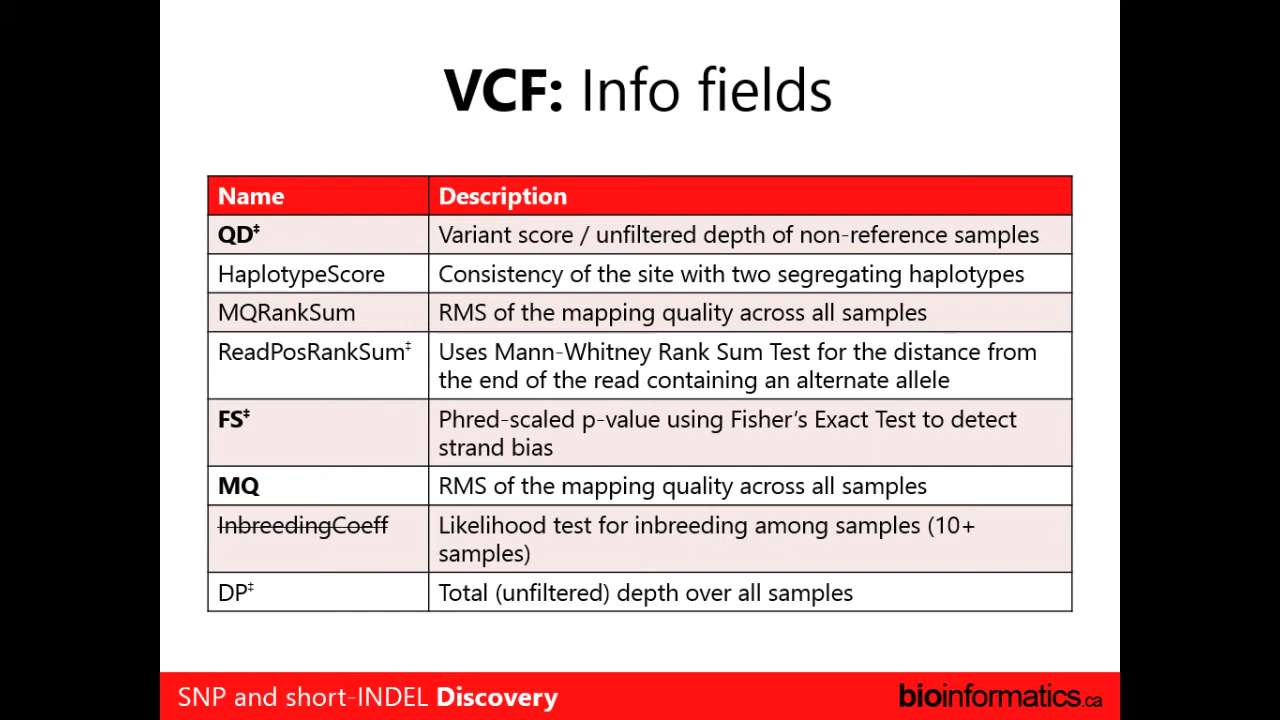 VCF: Info fields
Name Description
QD‡ Variant score / unfiltered depth of non-reference samples
HaplotypeScore Consistency of the site with two segregating haplotypes
MQRankSum RMS of the mapping quality across all samples
ReadPosRankSum‡ Uses Mann-Whitney Rank Sum Test for the distance from
the end of the read containing an alternate allele
FS‡ Phred-scaled p-value using Fisher’s Exact Test to detect
strand bias
MQ RMS of the mapping quality across all samples
InbreedingCoeff Likelihood test for inbreeding among samples (10+
samples)
DP‡ Total (unfiltered) depth over all samples
SNP and short-INDEL Discovery
bioinformatics.ca